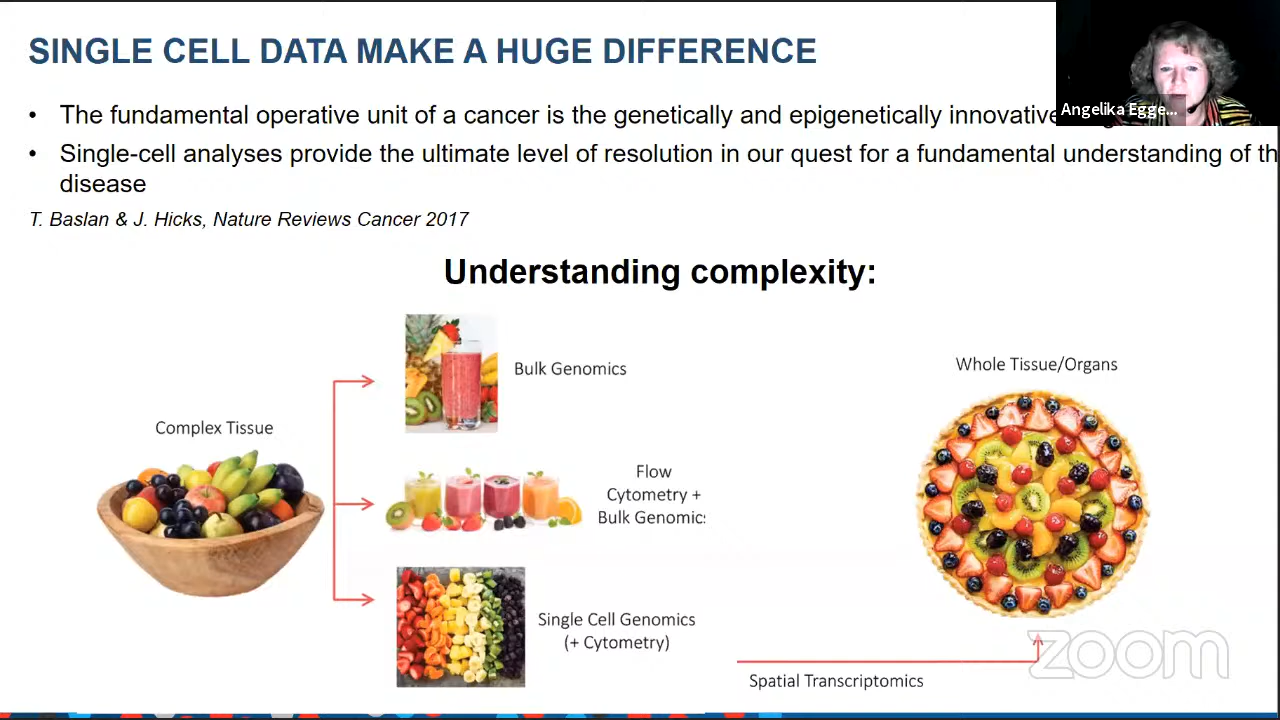 SINGLE CELL DATA MAKE A HUGE DIFFERENCE
Angelika Egge...
• The fundamental operative unit of a cancer is the genetically and epigenetically innovative
• Single-cell analyses provide the ultimate level of resolution in our quest for a fundamental understanding of th
disease
T. Baslan & J. Hicks, Nature Reviews Cancer 2017
Understanding complexity:
Bulk Genomics
Whole Tissue/Organs
Complex Tissue
Flow
Cytometry +
Bulk Genomics
Single Cell Genomics
(+ Cytometry)
Spatial Transcriptomics
zoom